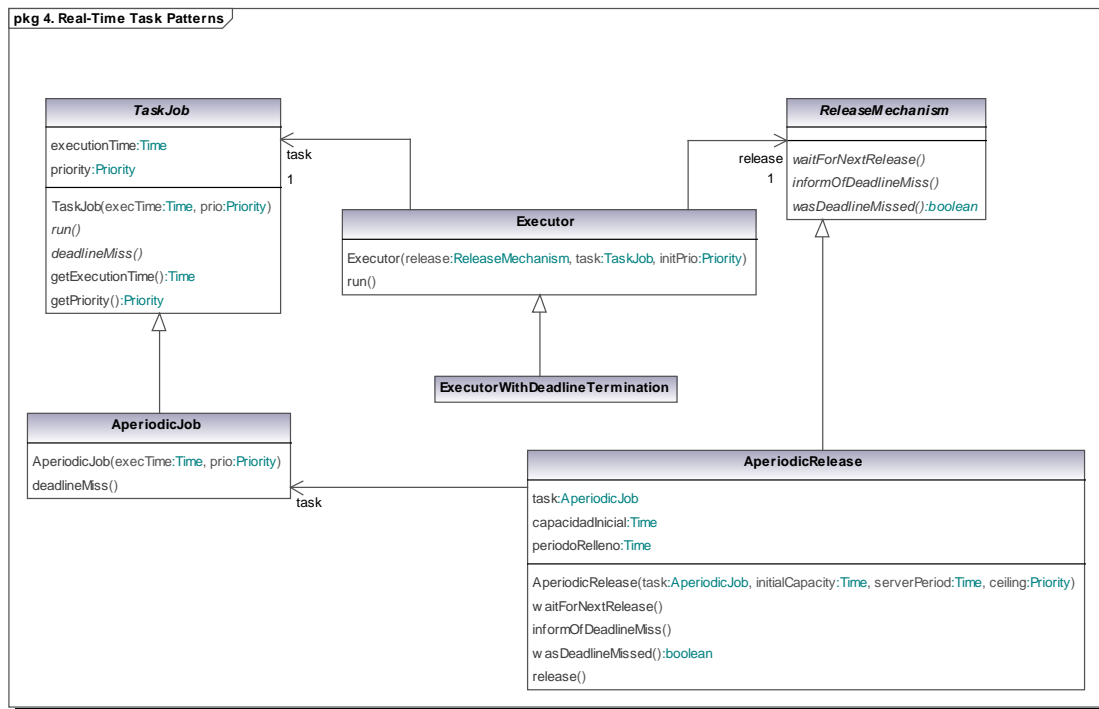 pkg 4. Real-Time Task Patterns
TaskJob
executionTime:Time
priority:Priority
TaskJob(execTime:Time, prio:Priority)
run()
deadlineMiss()
getExecutionTime():Time
getPriority():Priority
task
1
Executor
Executor(release:ReleaseMechanism, task:TaskJob, initPrio:Priority)
run()
release
1
ReleaseMechanism
waitForNextRelease()
informOfDeadlineMiss()
wasDeadlineMissed():boolean
ExecutorWithDeadlineTermination
AperiodicJob
AperiodicJob(execTime:Time, prio:Priority)
deadlineMiss()
task
AperiodicRelease
task:AperiodicJob
capacidadInicial:Time
periodoRelleno:Time
AperiodicRelease(task:AperiodicJob, initialCapacity:Time, serverPeriod:Time, ceiling:Priority)
waitForNextRelease()
informOfDeadlineMiss()
wasDeadlineMissed():boolean
release()